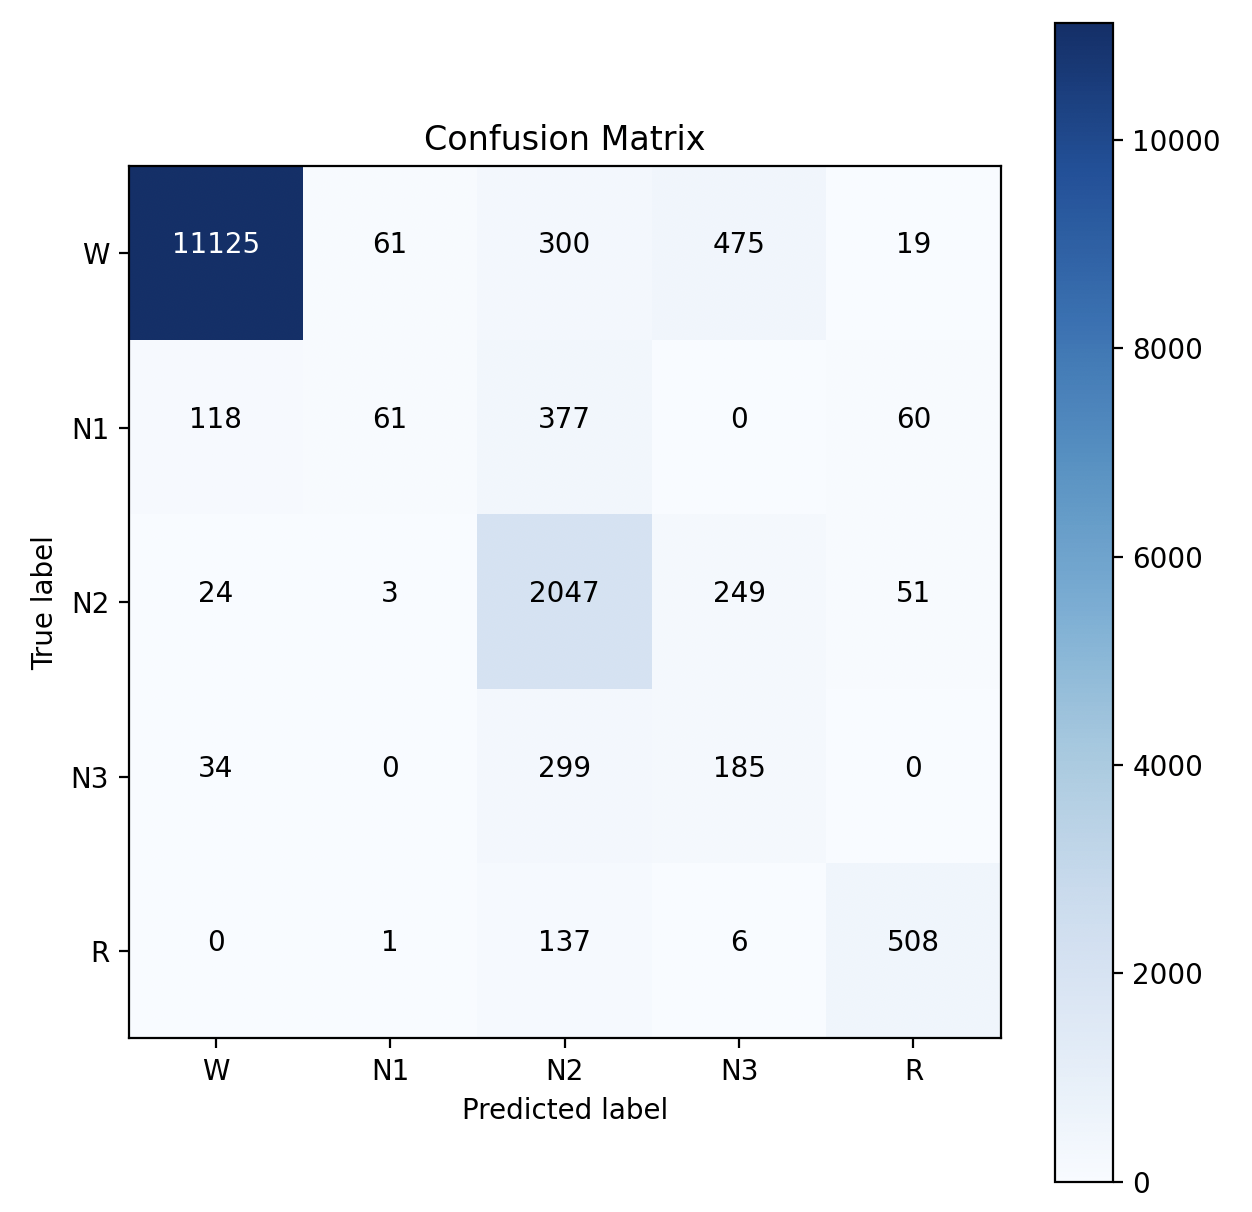 Confusion Matrix
W 11125 61 300 475 19
N1 118 61 377 0 60
N2 24 3 2047 249 51
N3 34 0 299 185 0
R 0 1 137 6 508
W N1 N2 N3 R
Predicted label
True label
10000
8000
6000
4000
2000
0